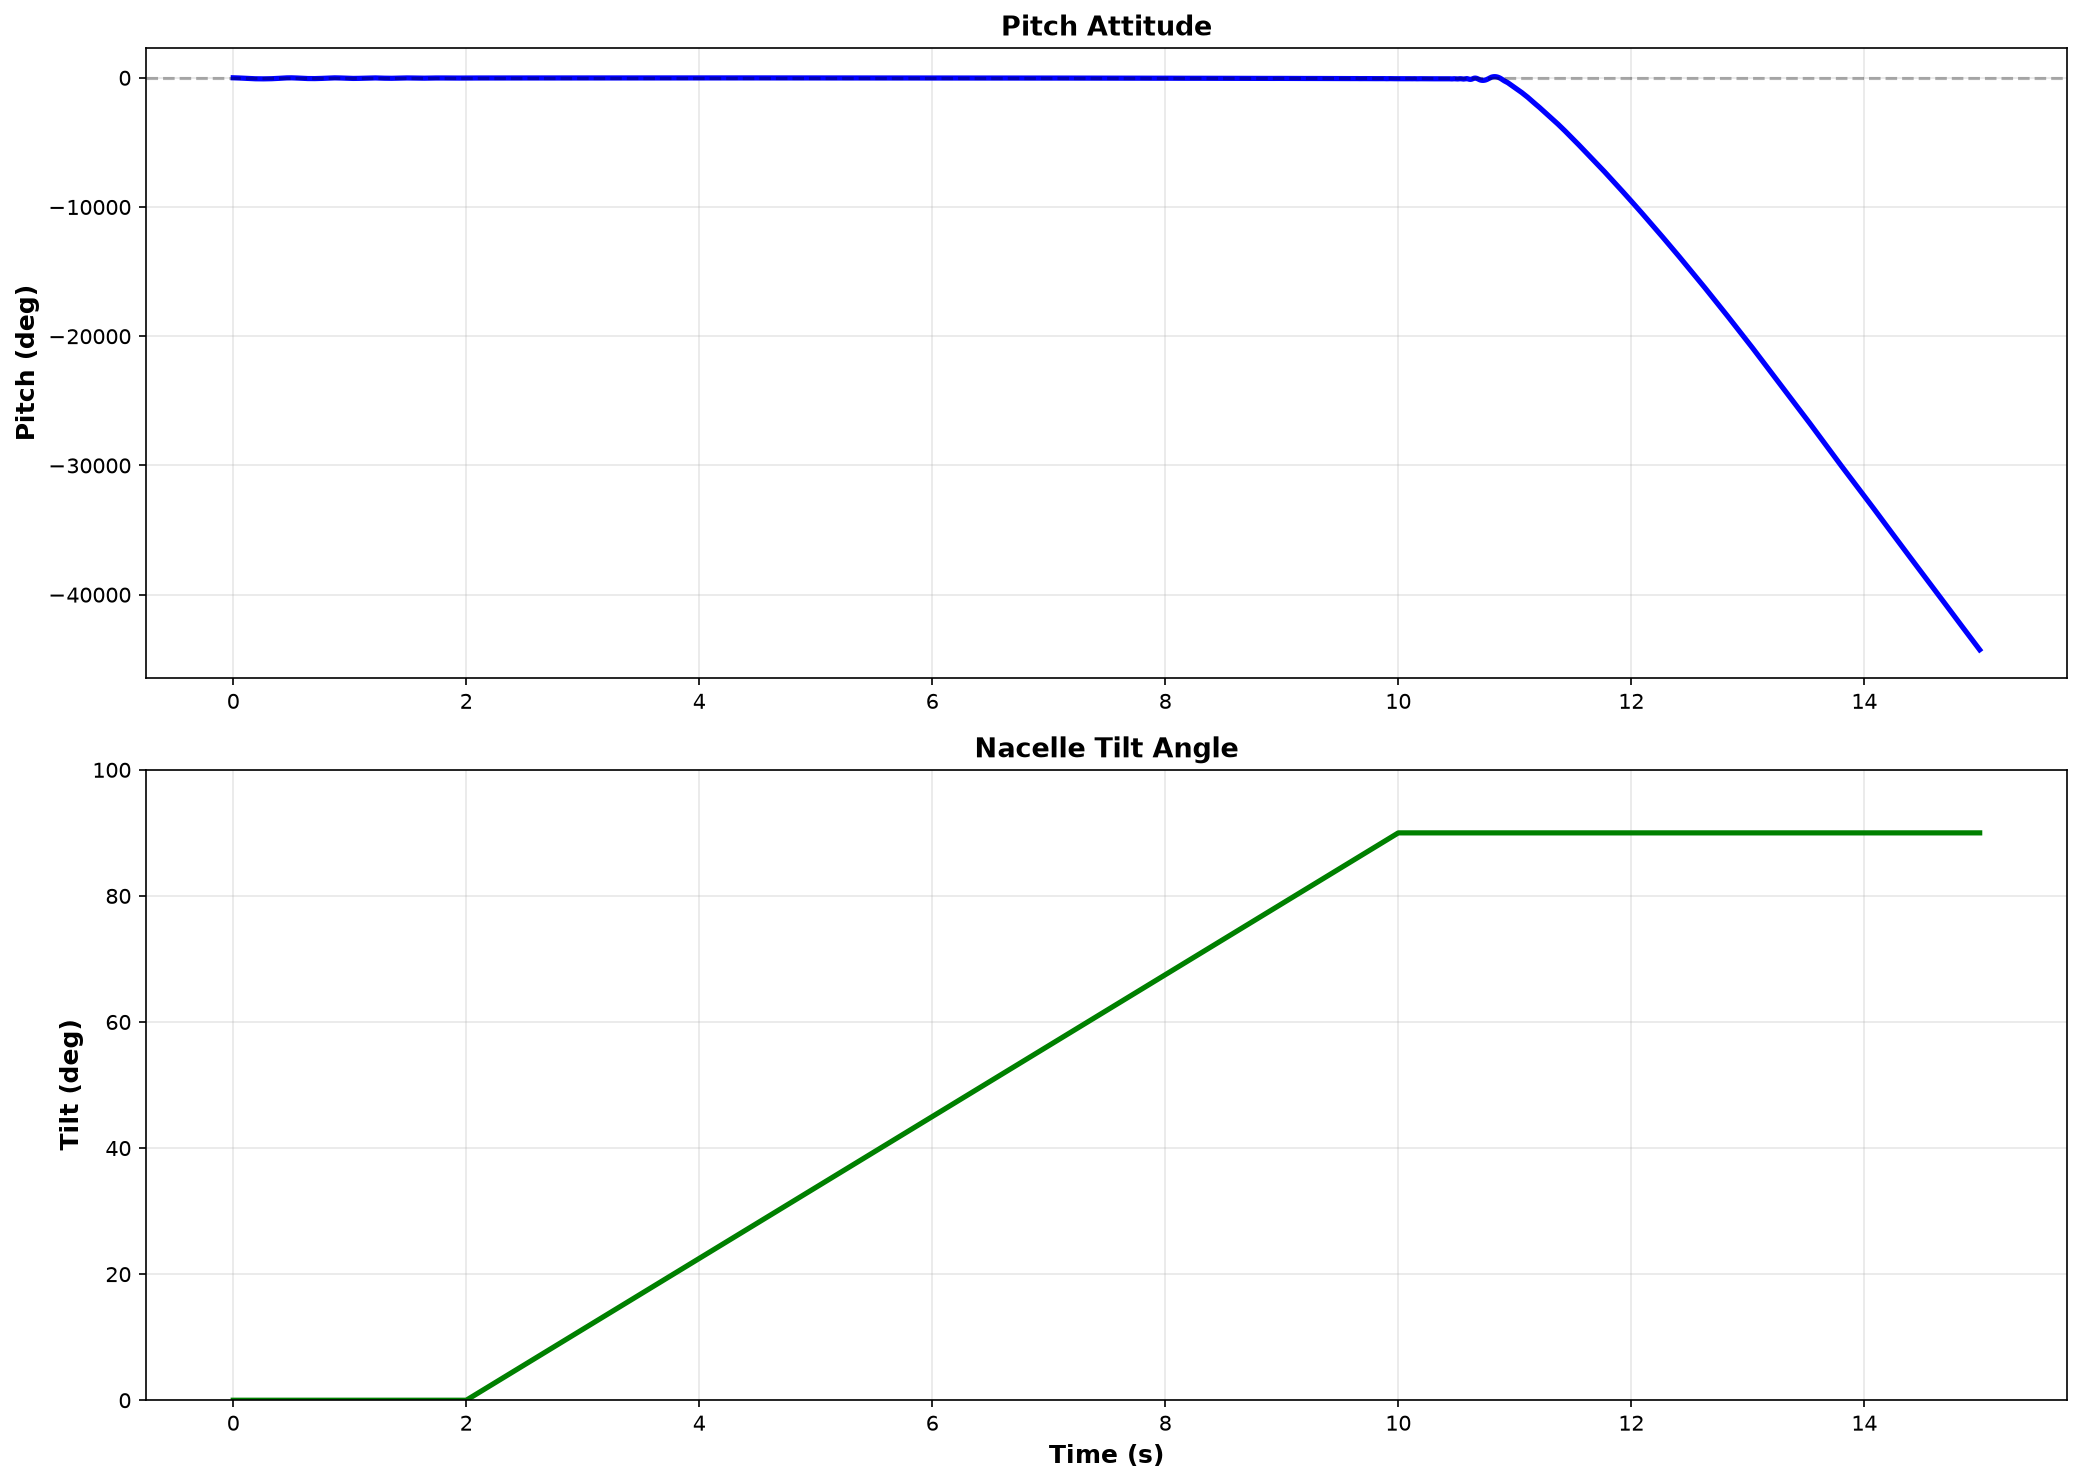 Pitch Attitude
Pitch (deg)
0
−10000
−20000
−30000
−40000
0 2 4 6 8 10 12 14
Nacelle Tilt Angle
Tilt (deg)
100
80
60
40
20
0
0 2 4 6 8 10 12 14
Time (s)